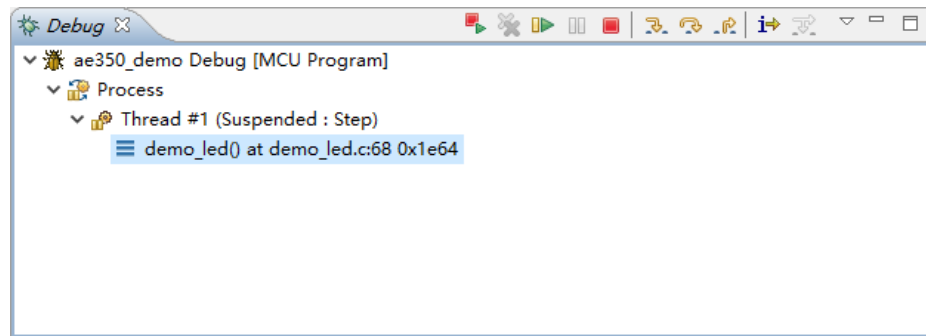 Debug
i
ae350_demo Debug [MCU Program]
Process
Thread #1 (Suspended : Step)
demo_led() at demo_led.c:68 0x1e64